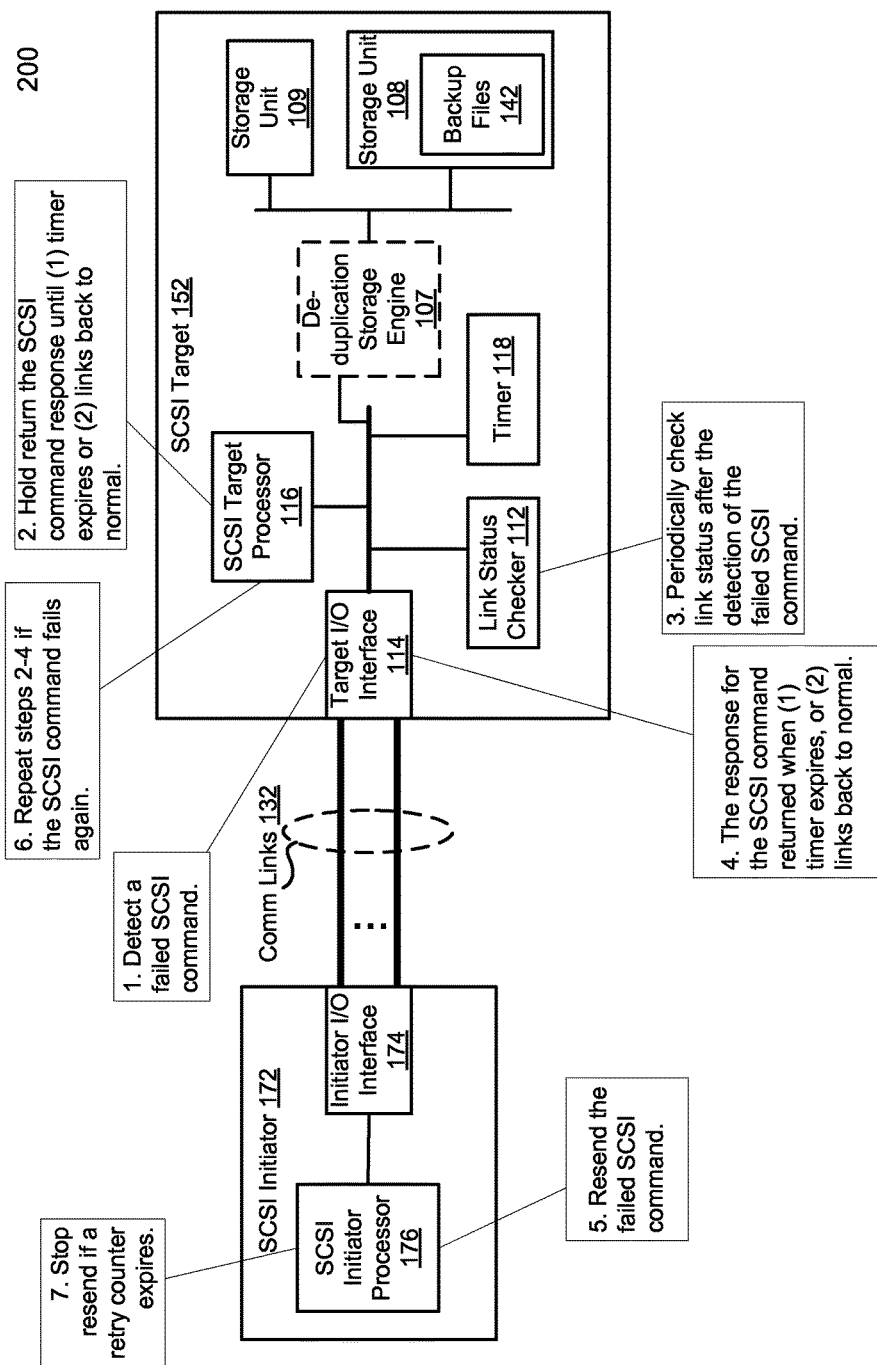 200
7. Stop
resend if a
retry counter
expires.
SCSI Initiator 172
SCSI
Initiator
Processor
176
Initiator I/O
Interface
174
5. Resend the
failed SCSI
command.
Comm Links 132
...
1. Detect a
failed SCSI
command.
6. Repeat steps 2-4 if
the SCSI command fails
again.
2. Hold return the SCSI
command response until (1) timer
expires or (2) links back to
normal.
SCSI Target 152
Target I/O
Interface
114
SCSI Target
Processor
116
Link Status
Checker 112
Timer 118
De-
duplication
Storage
Engine
107
Storage
Unit
109
Storage Unit
108
Backup
Files
142
3. Periodically check
link status after the
detection of the
failed SCSI
command.
4. The response for
the SCSI command
returned when (1)
timer expires, or (2)
links back to normal.